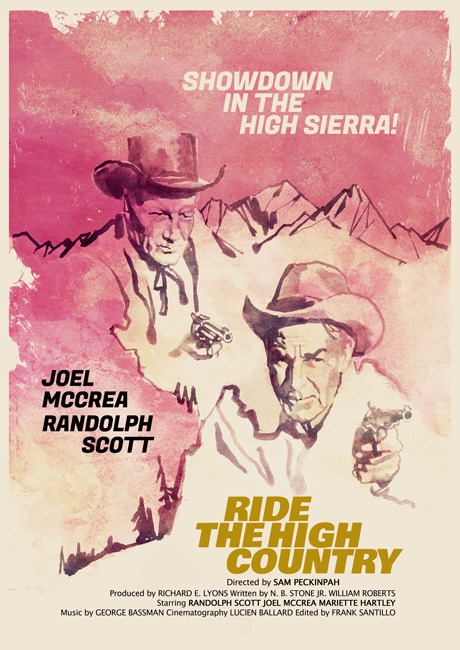 SHOWDOWN
IN THE
HIGH SIERRA!
JOEL
MCCREA
RANDOLPH
SCOTT
RIDE
THE HIGH
COUNTRY
Directed by SAM PECKINPAH
Produced by RICHARD E. LYONS Written by N. B. STONE JR. WILLIAM ROBERTS
Starring RANDOLPH SCOTT JOEL MCCREA MARIETTE HARTLEY
Music by GEORGE BASSMAN Cinematography LUCIEN BALLARD Edited by FRANK SANTILLO